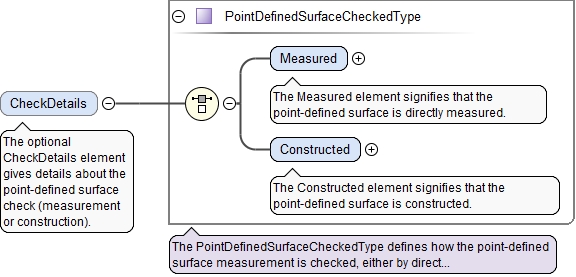 PointDefinedSurfaceCheckedType
Measured
The Measured element signifies that the
point-defined surface is directly measured.
CheckDetails
The optional
CheckDetails element
gives details about the
point-defined surface
check (measurement
or construction).
Constructed
The Constructed element signifies that the
point-defined surface is constructed.
The PointDefinedSurfaceCheckedType defines how the point-defined
surface measurement is checked, either by direct...